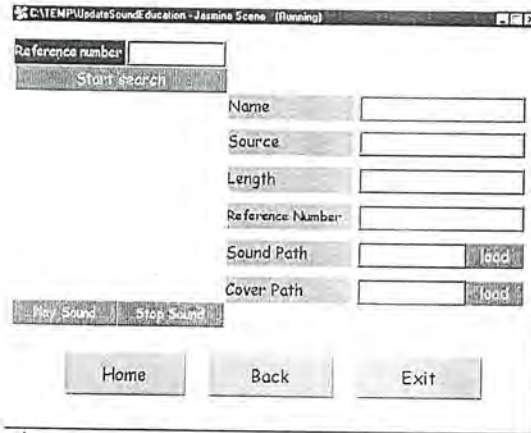 C:\TEMP\UpdateSoundEducation - Jasmine Scene (Running)
Reference number
Start search
Name
Source
Length
Reference Number
Sound Path load
Cover Path load
Play Sound Stop Sound
Home Back Exit